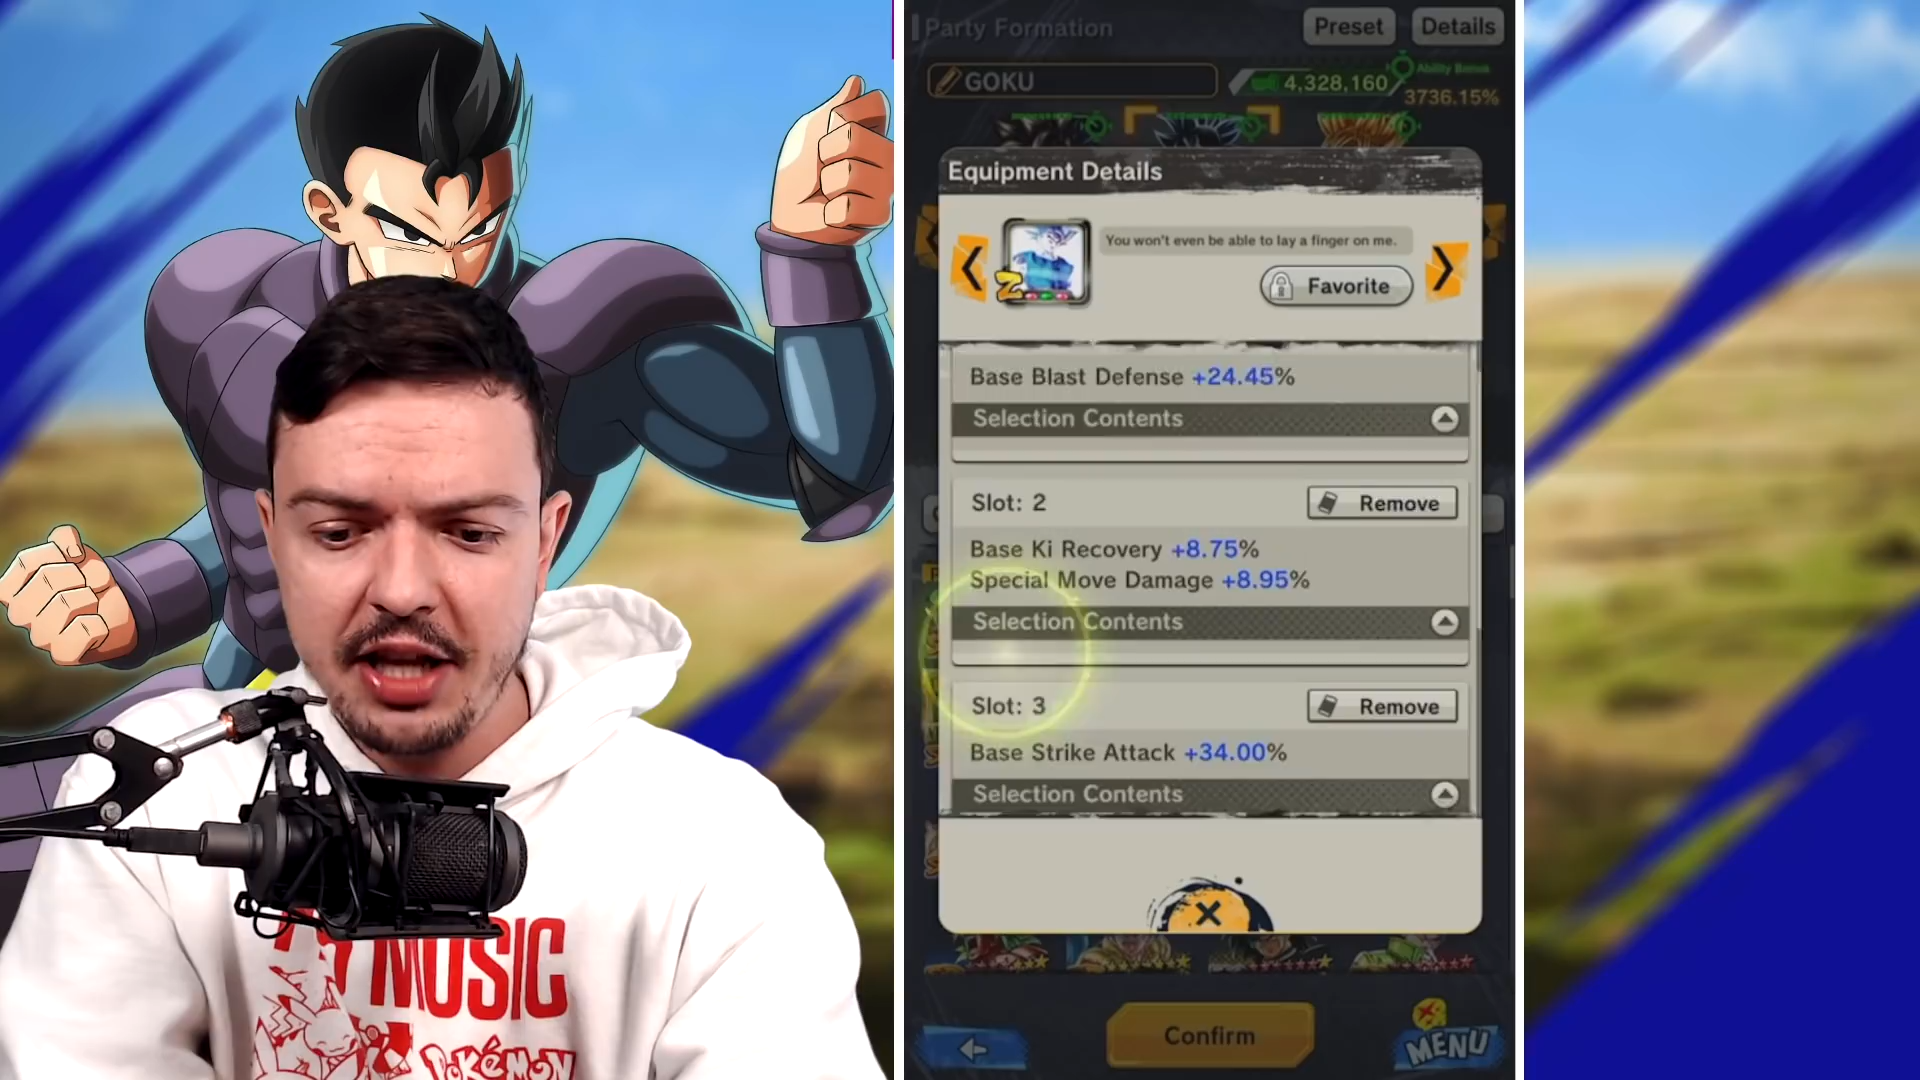 Party Formation
Preset
Details
GOKU
4,328,160
Ability Bonus
3736.15%
Equipment Details
You won't even be able to lay a finger on me.
Z
Favorite
Base Blast Defense +24.45%
Selection Contents
Slot: 2
Remove
Base Ki Recovery +8.75%
Special Move Damage +8.95%
Selection Contents
Slot: 3
Remove
Base Strike Attack +34.00%
Selection Contents
Confirm
MENU
MUSIC
POKéMON